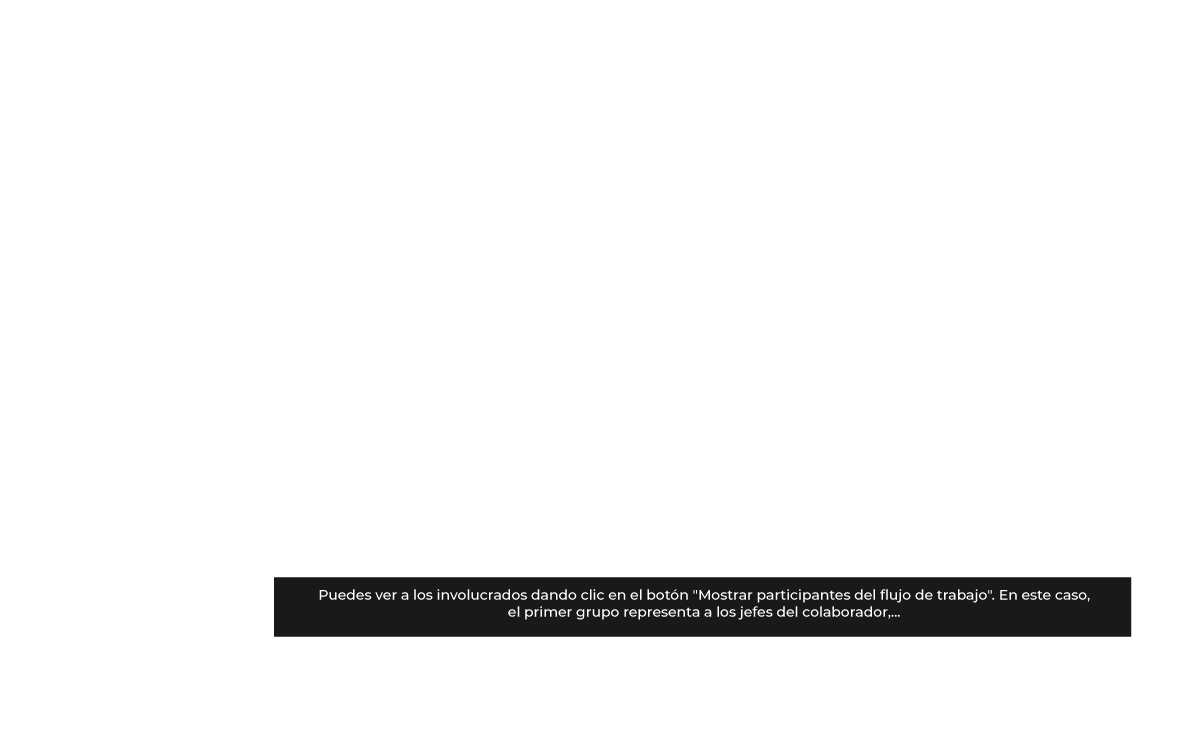 Puedes ver a los involucrados dando clic en el botón "Mostrar participantes del flujo de trabajo". En este caso,
el primer grupo representa a los jefes del colaborador,...